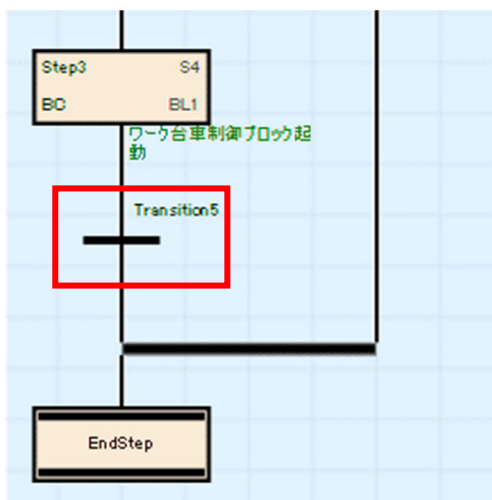 Step3 S4
BC BL1
ワーク台車制御ブロック起
動
Transition5
EndStep